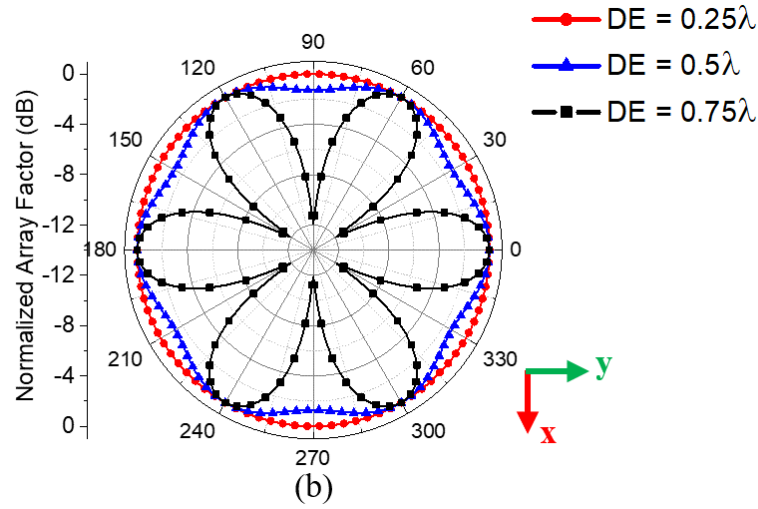 DE = 0.25λ
DE = 0.5λ
DE = 0.75λ
Normalized Array Factor (dB)
0
-4
-8
-12
-12
-8
-4
0
90
60
30
0
330
300
270
240
210
180
150
120
y
x
(b)